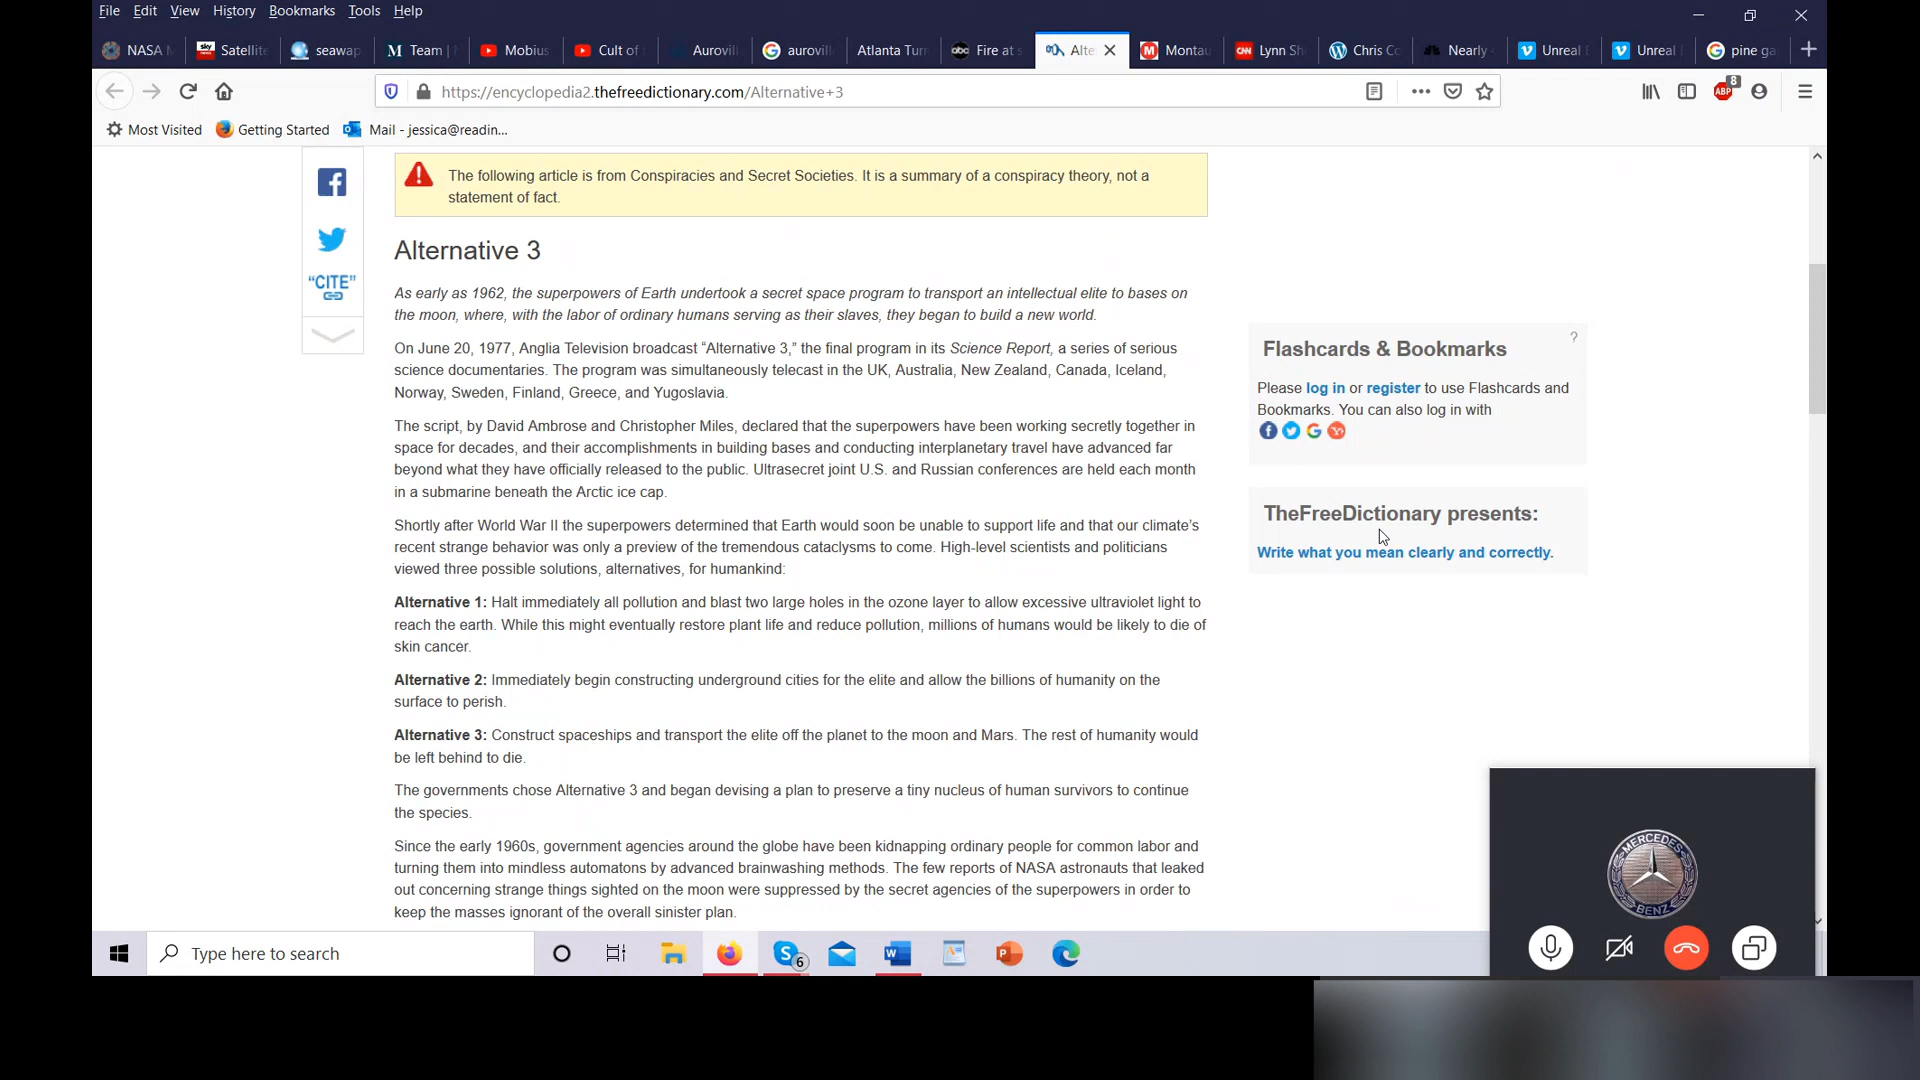 File Edit View History Bookmarks Tools Help
NASA Satellite seawap Team Mobius Cult of Aurovil auroville Atlanta Turn Fire at s Alte Montau Lynn Sh Chris Co Nearly Unreal E Unreal pine ga
https://encyclopedia2.thefreedictionary.com/Alternative+3
ABP 8
Most Visited Getting Started Mail - jessica@readin...
The following article is from Conspiracies and Secret Societies. It is a summary of a conspiracy theory, not a
statement of fact.
"CITE"
Alternative 3
As early as 1962, the superpowers of Earth undertook a secret space program to transport an intellectual elite to bases on
the moon, where, with the labor of ordinary humans serving as their slaves, they began to build a new world.
On June 20, 1977, Anglia Television broadcast “Alternative 3,” the final program in its Science Report, a series of serious
science documentaries. The program was simultaneously telecast in the UK, Australia, New Zealand, Canada, Iceland,
Norway, Sweden, Finland, Greece, and Yugoslavia.
The script, by David Ambrose and Christopher Miles, declared that the superpowers have been working secretly together in
space for decades, and their accomplishments in building bases and conducting interplanetary travel have advanced far
beyond what they have officially released to the public. Ultrasecret joint U.S. and Russian conferences are held each month
in a submarine beneath the Arctic ice cap.
Shortly after World War II the superpowers determined that Earth would soon be unable to support life and that our climate’s
recent strange behavior was only a preview of the tremendous cataclysms to come. High-level scientists and politicians
viewed three possible solutions, alternatives, for humankind:
Alternative 1: Halt immediately all pollution and blast two large holes in the ozone layer to allow excessive ultraviolet light to
reach the earth. While this might eventually restore plant life and reduce pollution, millions of humans would be likely to die of
skin cancer.
Alternative 2: Immediately begin constructing underground cities for the elite and allow the billions of humanity on the
surface to perish.
Alternative 3: Construct spaceships and transport the elite off the planet to the moon and Mars. The rest of humanity would
be left behind to die.
The governments chose Alternative 3 and began devising a plan to preserve a tiny nucleus of human survivors to continue
the species.
Since the early 1960s, government agencies around the globe have been kidnapping ordinary people for common labor and
turning them into mindless automatons by advanced brainwashing methods. The few reports of NASA astronauts that leaked
out concerning strange things sighted on the moon were suppressed by the secret agencies of the superpowers in order to
keep the masses ignorant of the overall sinister plan.
Flashcards & Bookmarks ?
Please log in or register to use Flashcards and
Bookmarks. You can also log in with
TheFreeDictionary presents:
Write what you mean clearly and correctly.
MERCEDES
BENZ
Type here to search
6